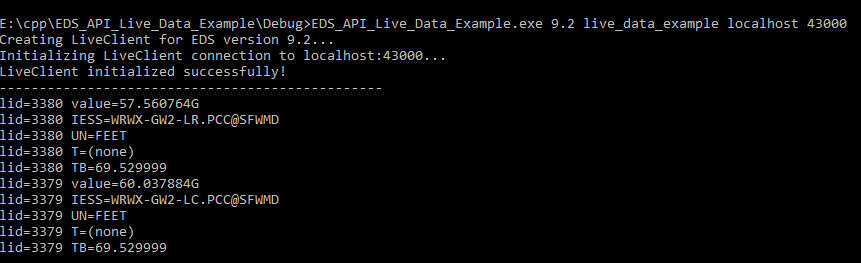 E:\cpp\EDS_API_Live_Data_Example\Debug>EDS_API_Live_Data_Example.exe 9.2 live_data_example localhost 43000
Creating LiveClient for EDS version 9.2...
Initializing LiveClient connection to localhost:43000...
LiveClient initialized successfully!
------------------------------------------------
lid=3380 value=57.560764G
lid=3380 IESS=WRWX-GW2-LR.PCC@SFWMD
lid=3380 UN=FEET
lid=3380 T=(none)
lid=3380 TB=69.529999
lid=3379 value=60.037884G
lid=3379 IESS=WRWX-GW2-LC.PCC@SFWMD
lid=3379 UN=FEET
lid=3379 T=(none)
lid=3379 TB=69.529999